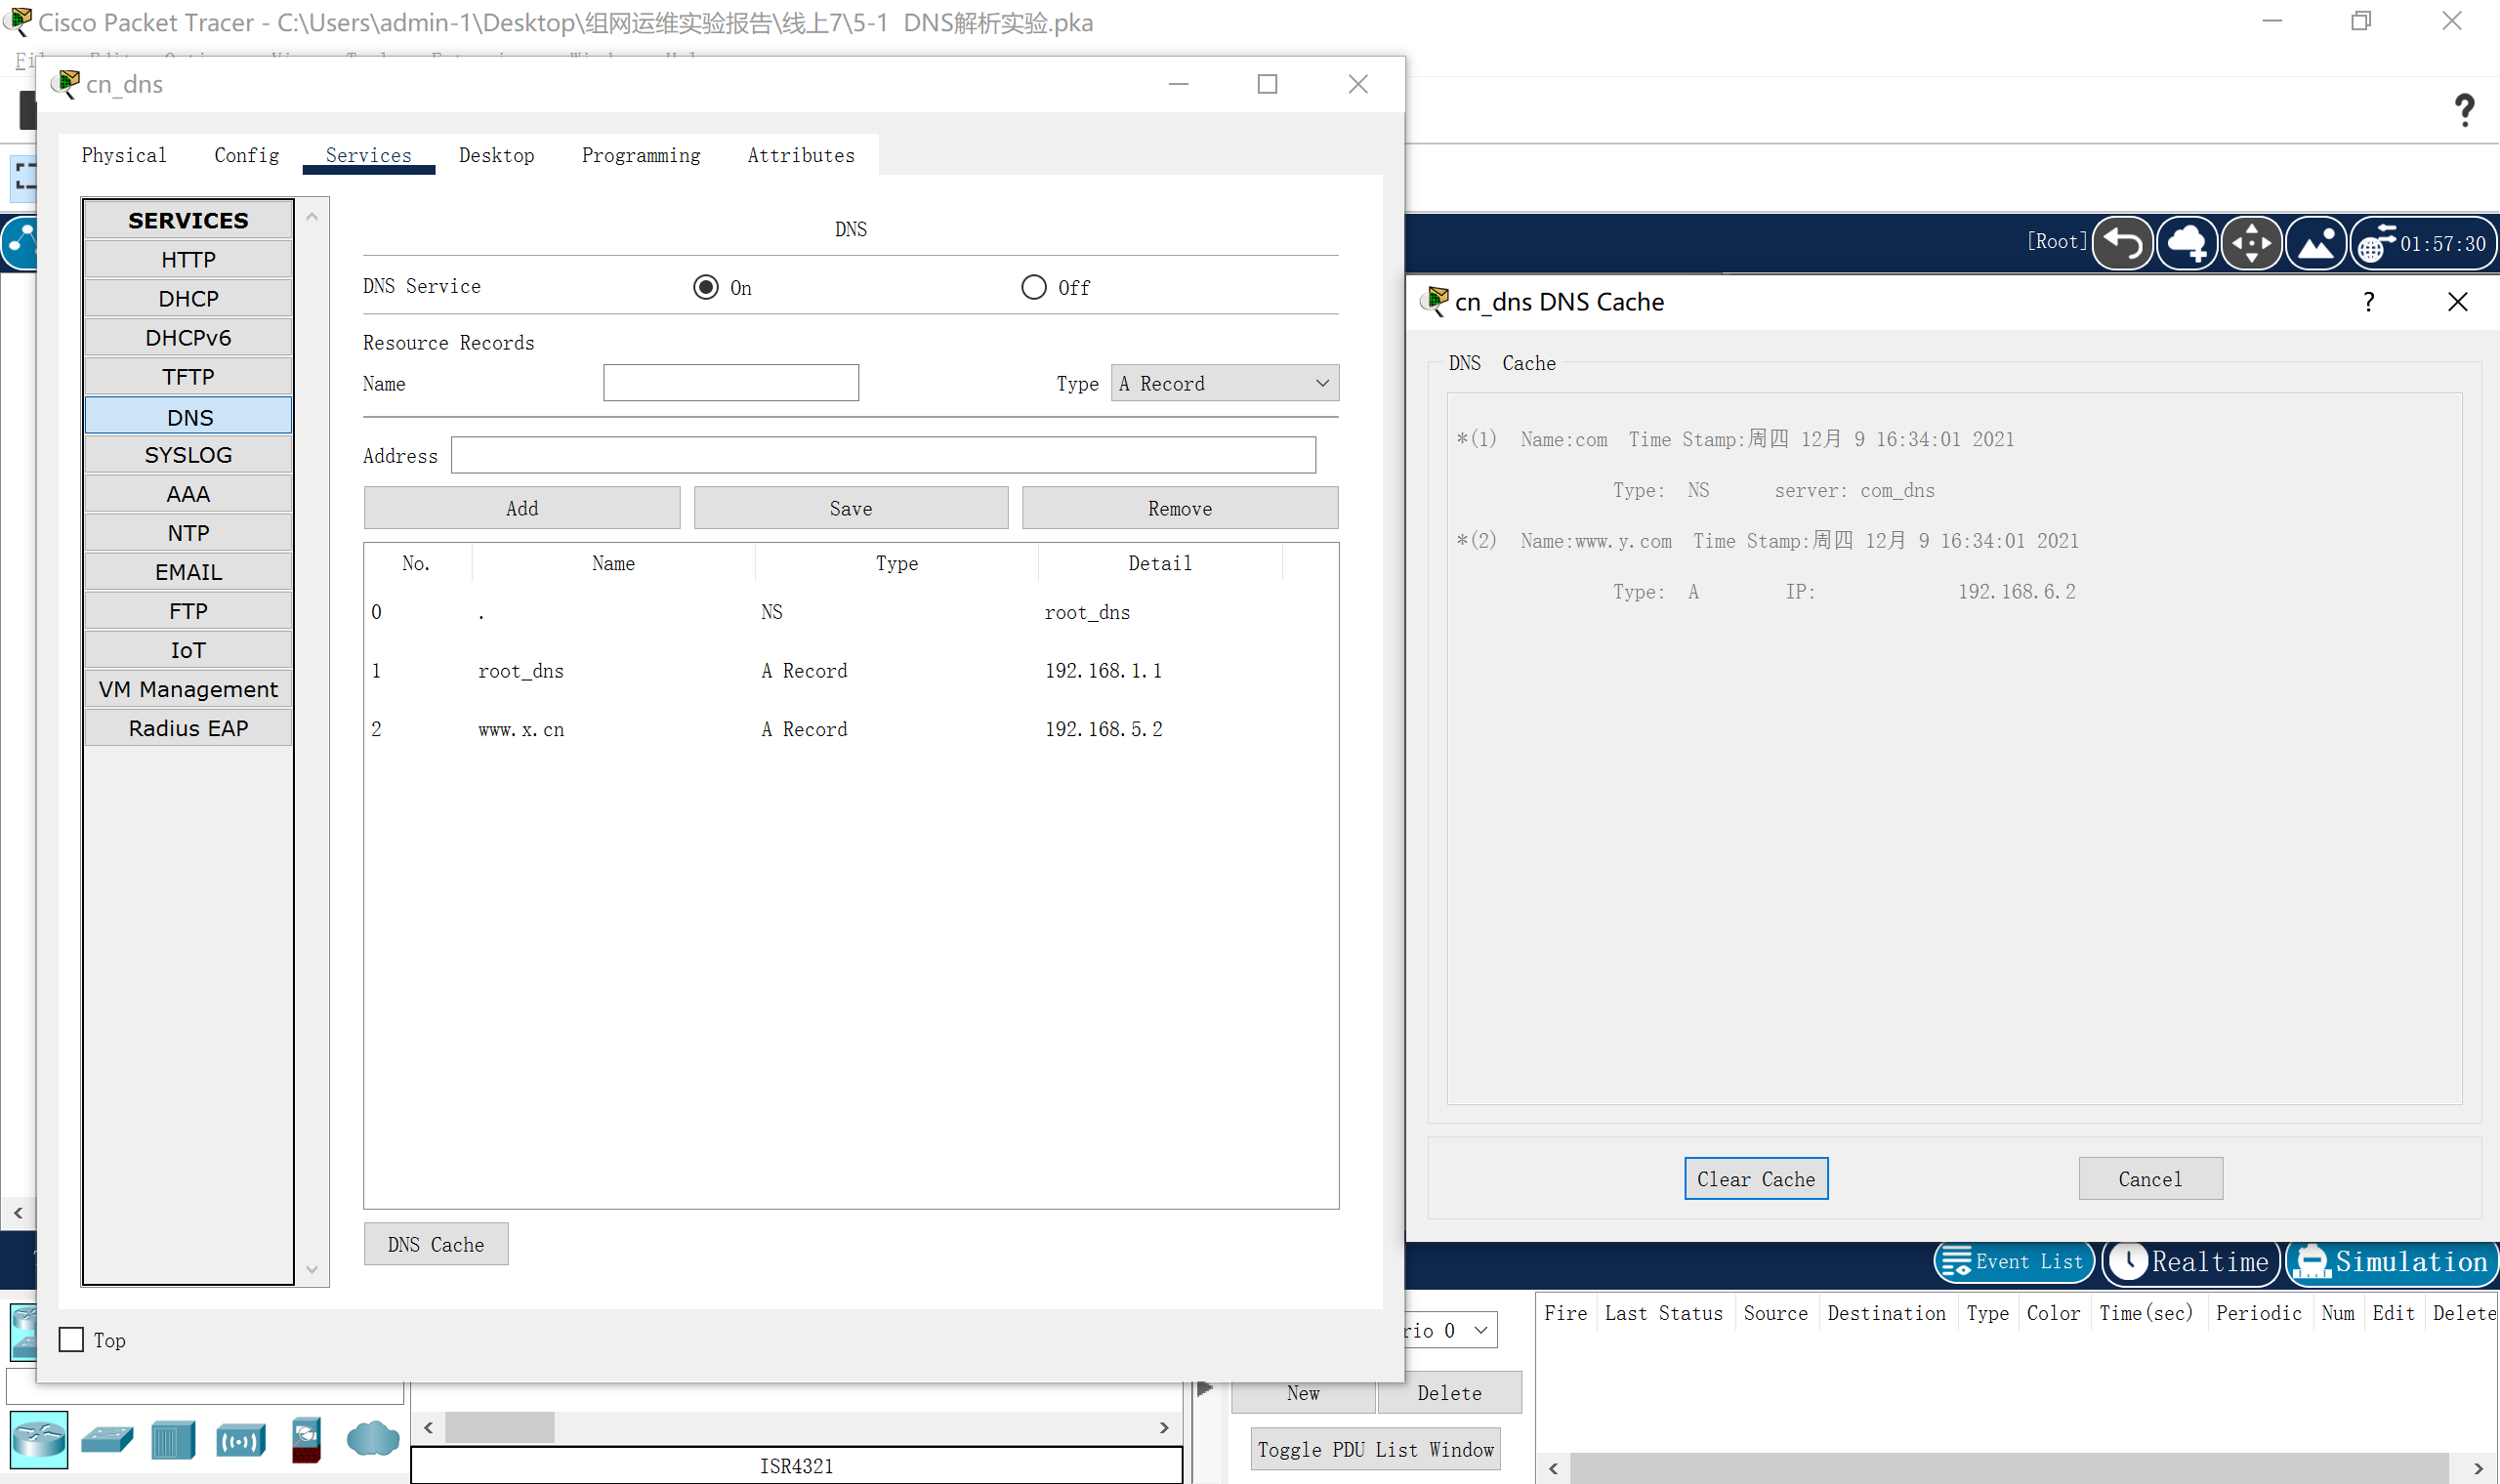 Cisco Packet Tracer - C:\Users\admin-1\Desktop\组网运维实验报告\线上7\5-1  DNS解析实验.pka
cn_dns
Physical Config Services Desktop Programming Attributes
SERVICES
HTTP
DHCP
DHCPv6
TFTP
DNS
SYSLOG
AAA
NTP
EMAIL
FTP
IoT
VM Management
Radius EAP
DNS
DNS Service On Off
Resource Records
Name Type A Record
Address
Add Save Remove
No. Name Type Detail
0 . NS root_dns
1 root_dns A Record 192.168.1.1
2 www.x.cn A Record 192.168.5.2
DNS Cache
Top
[Root] 01:57:30
cn_dns DNS Cache
DNS  Cache
*(1)  Name:com  Time Stamp:周四 12月 9 16:34:01 2021
Type:  NS      server: com_dns
*(2)  Name:www.y.com  Time Stamp:周四 12月 9 16:34:01 2021
Type:  A        IP:             192.168.6.2
Clear Cache Cancel
Event List Realtime Simulation
rio 0
New Delete
Toggle PDU List Window
Fire Last Status Source Destination Type Color Time(sec) Periodic Num Edit Delete
ISR4321